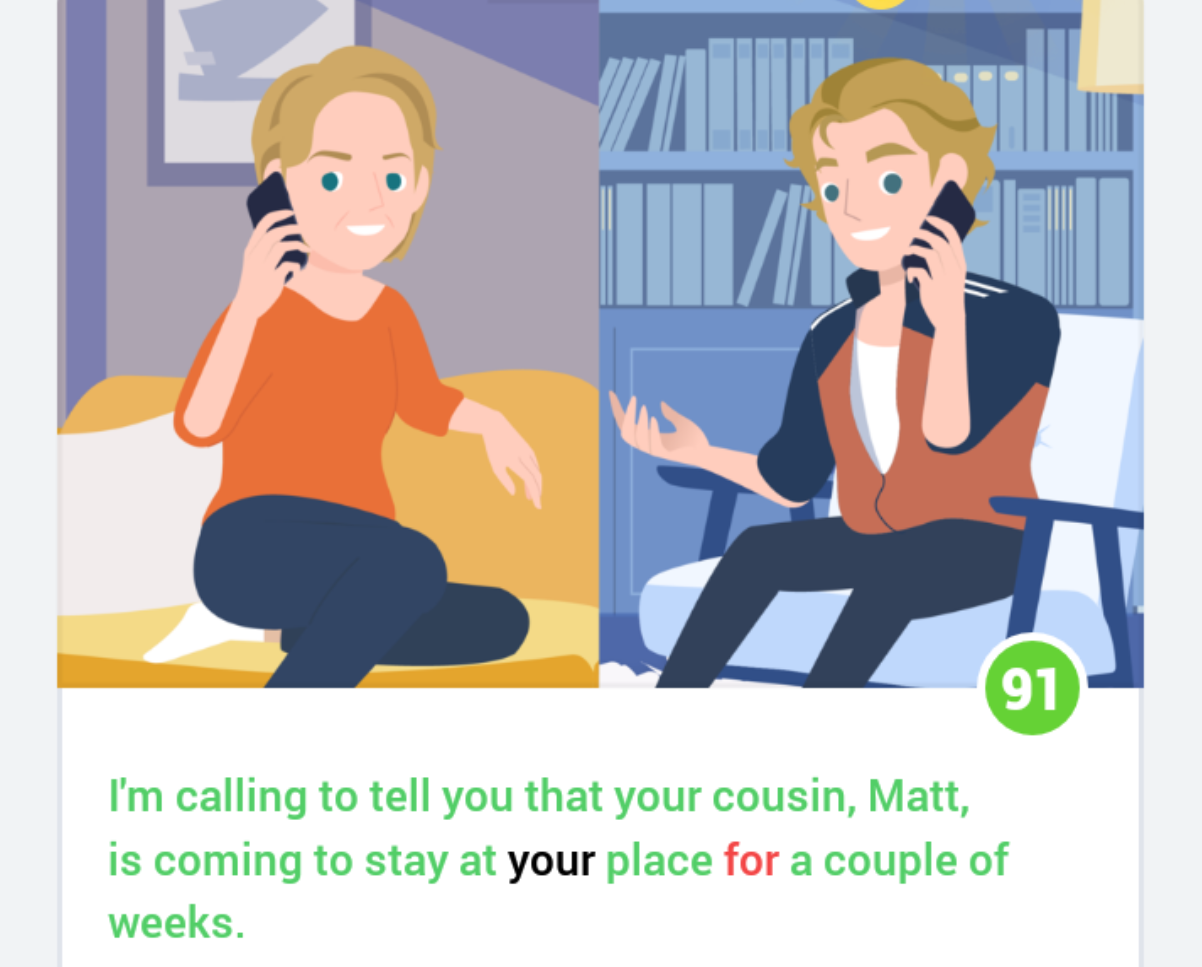 91
I'm calling to tell you that your cousin, Matt,
is coming to stay at your place for a couple of
weeks.